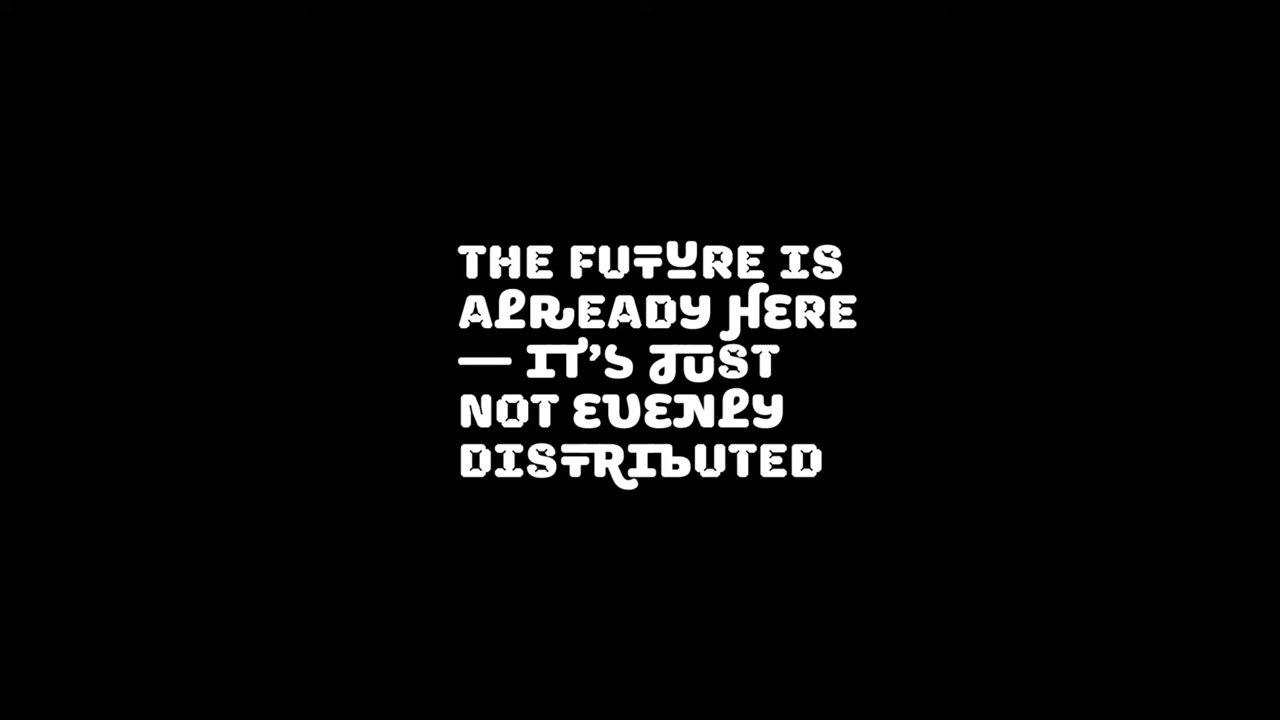 THE FUTURE IS
ALREADY HERE
— IT’S JUST
NOT EVENLY
DISTRIBUTED